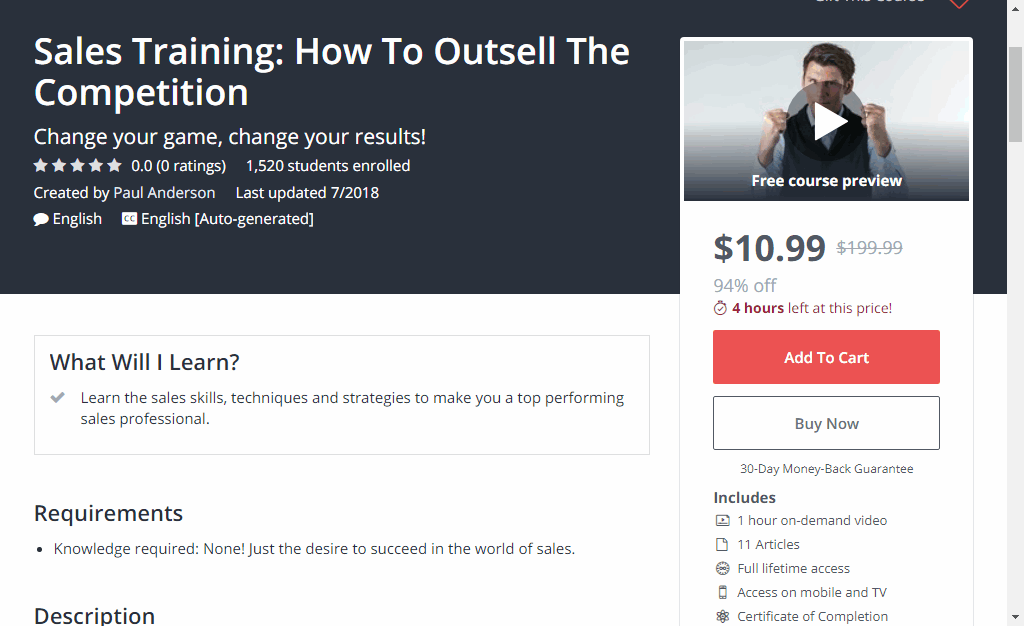 Gift This Course
Sales Training: How To Outsell The
Competition
Change your game, change your results!
0.0 (0 ratings) 1,520 students enrolled
Created by Paul Anderson Last updated 7/2018
English CC English [Auto-generated]
Free course preview
$10.99 $199.99
94% off
4 hours left at this price!
Add To Cart
Buy Now
30-Day Money-Back Guarantee
Includes
1 hour on-demand video
11 Articles
Full lifetime access
Access on mobile and TV
Certificate of Completion
What Will I Learn?
Learn the sales skills, techniques and strategies to make you a top performing
sales professional.
Requirements
Knowledge required: None! Just the desire to succeed in the world of sales.
Description